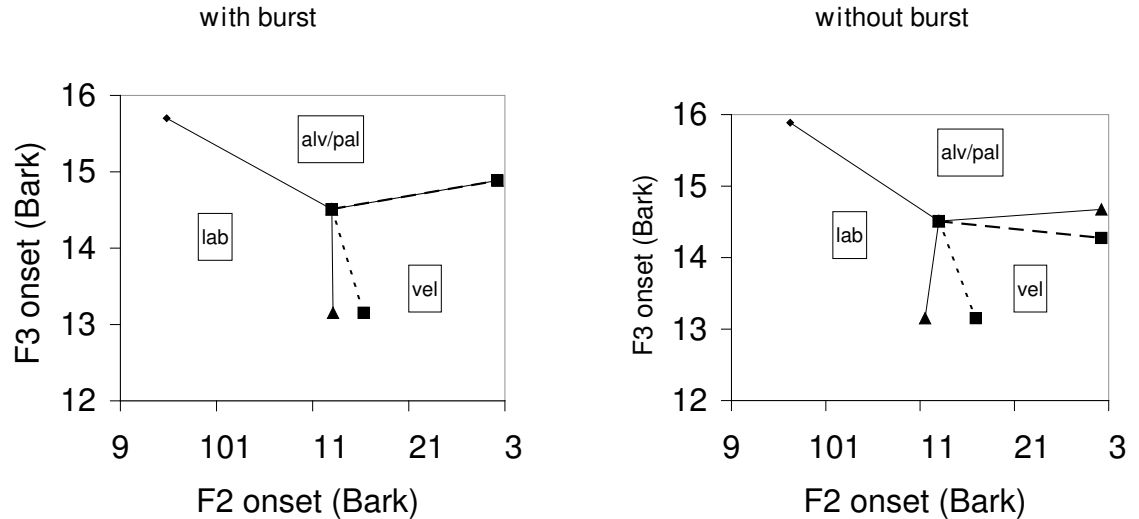 with burst
16
15
14
13
12
alv/pal
lab
vel
F3 onset (Bark)
9 101 11 21 3
F2 onset (Bark)
without burst
16
15
14
13
12
alv/pal
lab
vel
F3 onset (Bark)
9 101 11 21 3
F2 onset (Bark)